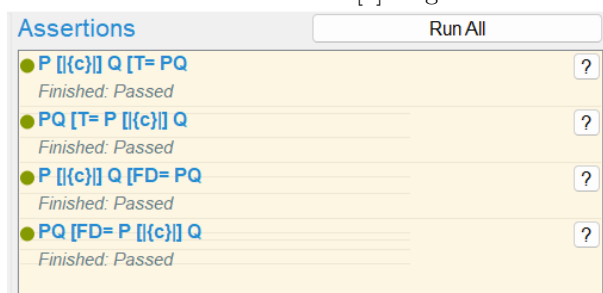 Assertions
Run All
P [|{c}|] Q [T= PQ
?
Finished: Passed
PQ [T= P [|{c}|] Q
?
Finished: Passed
P [|{c}|] Q [FD= PQ
?
Finished: Passed
PQ [FD= P [|{c}|] Q
?
Finished: Passed